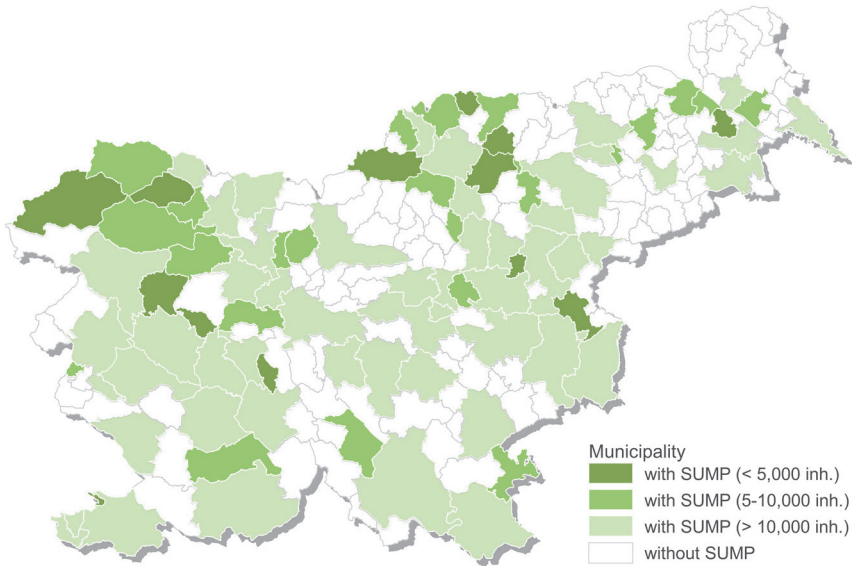 Municipality
with SUMP (< 5,000 inh.)
with SUMP (5-10,000 inh.)
with SUMP (> 10,000 inh.)
without SUMP